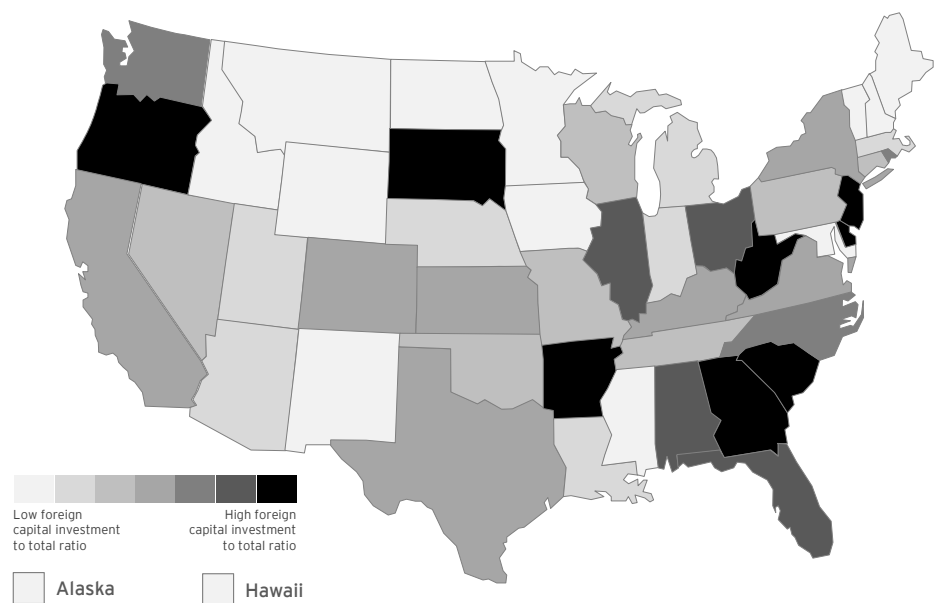 Low foreign
capital investment
to total ratio
High foreign
capital investment
to total ratio
Alaska
Hawaii